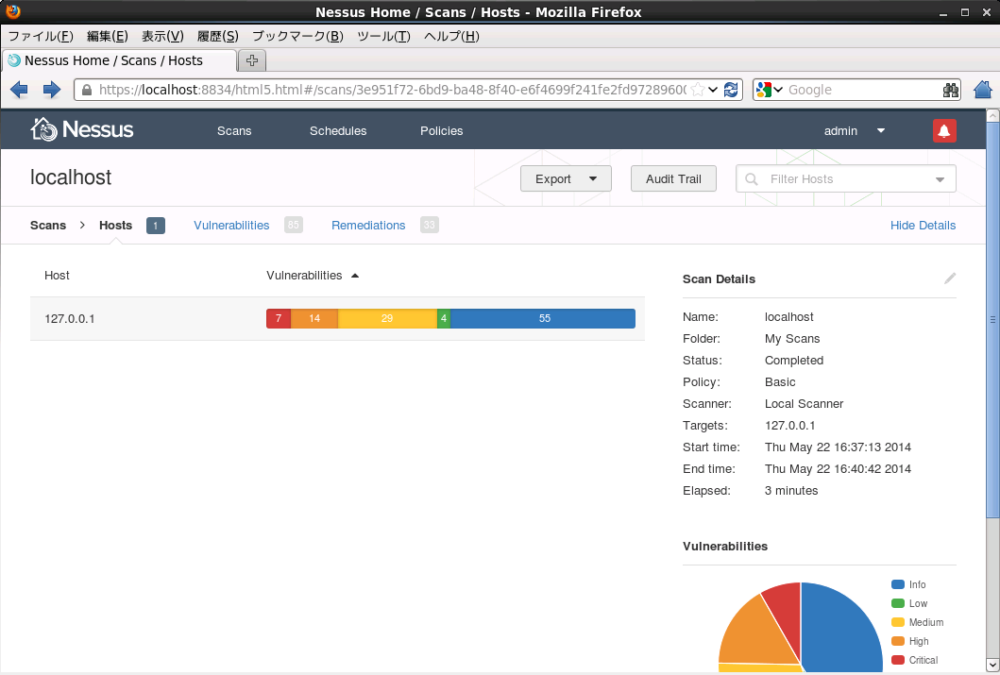 Nessus Home / Scans / Hosts - Mozilla Firefox
ファイル(F) 編集(E) 表示(V) 履歴(S) ブックマーク(B) ツール(T) ヘルプ(H)
Nessus Home / Scans / Hosts
https://localhost:8834/html5.html#/scans/3e951f72-6bd9-ba48-8f40-e6f4699f241fe2fd97289600 Google
Nessus Scans Schedules Policies admin
localhost Export Audit Trail Filter Hosts
Scans > Hosts 1 Vulnerabilities 85 Remediations 33 Hide Details
Host Vulnerabilities
127.0.0.1 7 14 29 4 55
Scan Details
Name: localhost
Folder: My Scans
Status: Completed
Policy: Basic
Scanner: Local Scanner
Targets: 127.0.0.1
Start time: Thu May 22 16:37:13 2014
End time: Thu May 22 16:40:42 2014
Elapsed: 3 minutes
Vulnerabilities
Info
Low
Medium
High
Critical